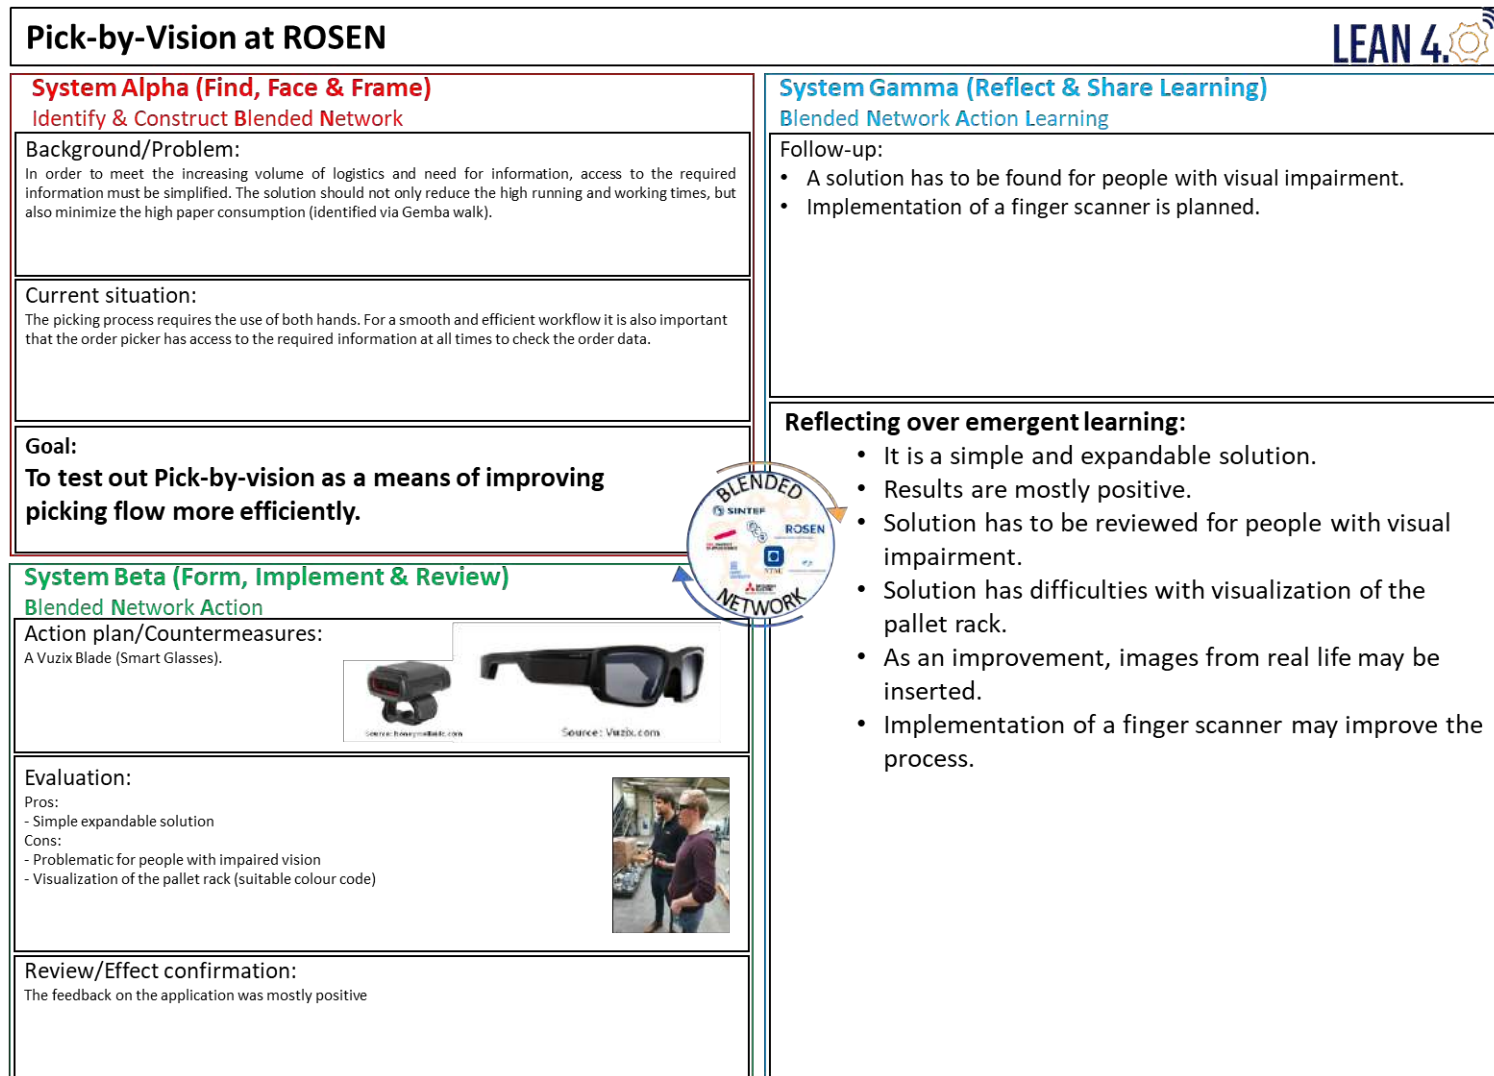 Pick-by-Vision at ROSEN
LEAN 4.
System Alpha (Find, Face & Frame)
Identify & Construct Blended Network
Background/Problem:
In order to meet the increasing volume of logistics and need for information, access to the required
information must be simplified. The solution should not only reduce the high running and working times, but
also minimize the high paper consumption (identified via Gemba walk).
Current situation:
The picking process requires the use of both hands. For a smooth and efficient workflow it is also important
that the order picker has access to the required information at all times to check the order data.
Goal:
To test out Pick-by-vision as a means of improving
picking flow more efficiently.
System Beta (Form, Implement & Review)
Blended Network Action
Action plan/Countermeasures:
A Vuzix Blade (Smart Glasses).
Source: Vuzix.com
Evaluation:
Pros:
- Simple expandable solution
Cons:
- Problematic for people with impaired vision
- Visualization of the pallet rack (suitable colour code)
Review/Effect confirmation:
The feedback on the application was mostly positive
BLENDED
SINTEF
ROSEN
NTNU
NETWORK
System Gamma (Reflect & Share Learning)
Blended Network Action Learning
Follow-up:
• A solution has to be found for people with visual impairment.
• Implementation of a finger scanner is planned.
Reflecting over emergent learning:
• It is a simple and expandable solution.
• Results are mostly positive.
• Solution has to be reviewed for people with visual
impairment.
• Solution has difficulties with visualization of the
pallet rack.
• As an improvement, images from real life may be
inserted.
• Implementation of a finger scanner may improve the
process.